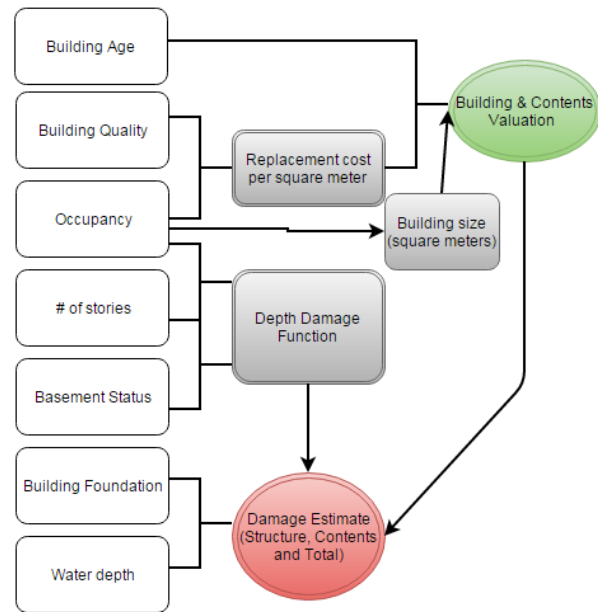 Building Age
Building Quality
Occupancy
# of stories
Basement Status
Building Foundation
Water depth
Replacement cost
per square meter
Building size
(square meters)
Depth Damage
Function
Building & Contents
Valuation
Damage Estimate
(Structure, Contents
and Total)